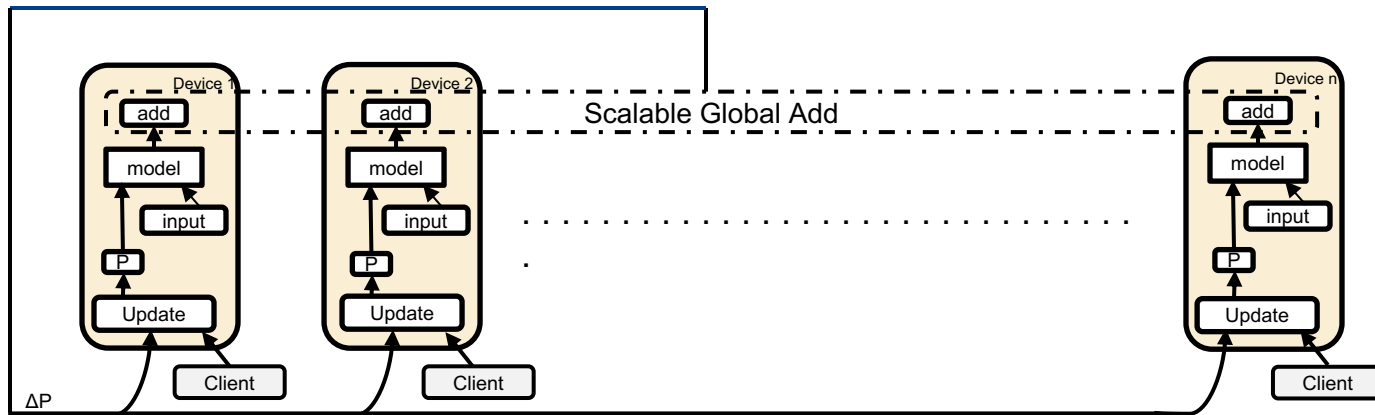 Device 1
Device 2
Device n
add
add
Scalable Global Add
add
model
model
model
input
input
input
. . . . . . . . . . . . . . . . . . . . . . . . . . . . . . .
.
P
P
P
Update
Update
Update
Client
Client
Client
ΔP